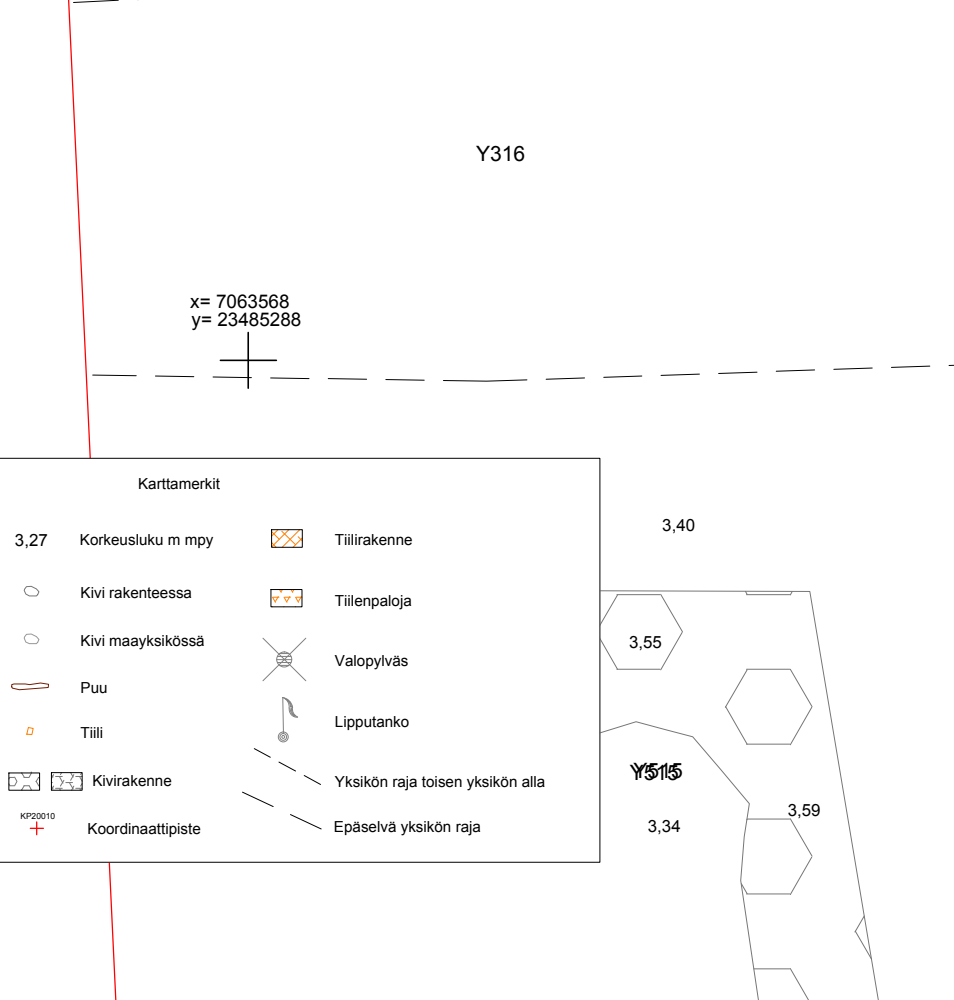 Y316
x= 7063568
y= 23485288
Karttamerkit
3,27 Korkeusluku m mpy
Kivi rakenteessa
Kivi maayksikössä
Puu
Tiili
Kivirakenne
KP20010
Koordinaattipiste
Tiilirakenne
Tiilenpaloja
Valopylväs
Lipputanko
Yksikön raja toisen yksikön alla
Epäselvä yksikön raja
3,40
3,55
3,59
3,34